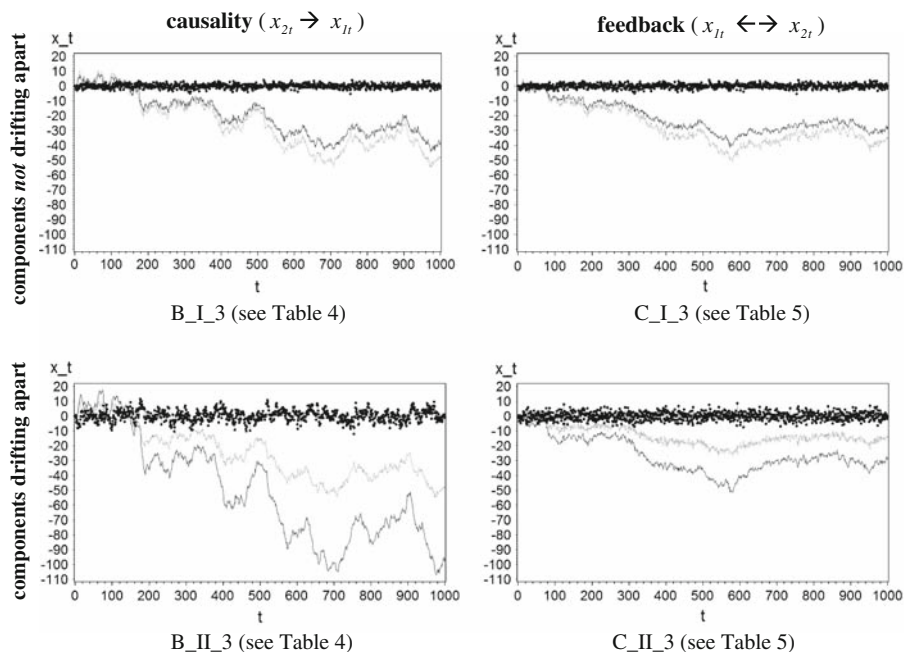 causality ( x2t → x1t )
feedback ( x1t ←→ x2t )
components not drifting apart
x_t
20
10
0
-10
-20
-30
-40
-50
-60
-70
-80
-90
-100
-110
0 100 200 300 400 500 600 700 800 900 1000
t
B_I_3 (see Table 4)
x_t
20
10
0
-10
-20
-30
-40
-50
-60
-70
-80
-90
-100
-110
0 100 200 300 400 500 600 700 800 900 1000
t
C_I_3 (see Table 5)
components drifting apart
x_t
20
10
0
-10
-20
-30
-40
-50
-60
-70
-80
-90
-100
-110
0 100 200 300 400 500 600 700 800 900 1000
t
B_II_3 (see Table 4)
x_t
20
10
0
-10
-20
-30
-40
-50
-60
-70
-80
-90
-100
-110
0 100 200 300 400 500 600 700 800 900 1000
t
C_II_3 (see Table 5)